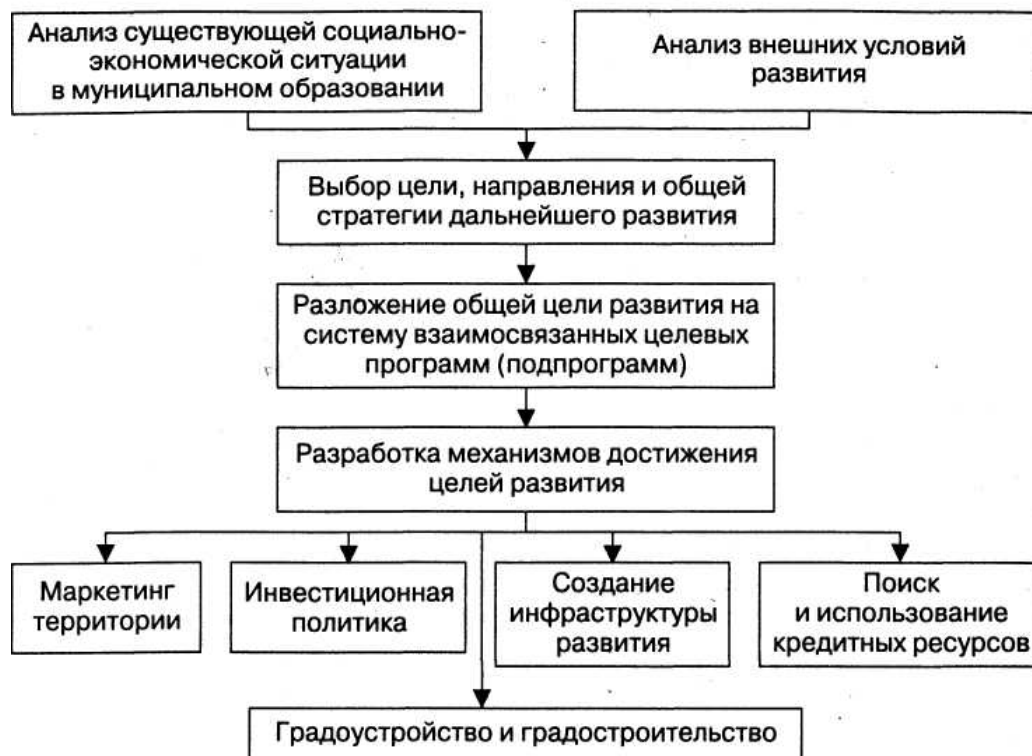 Анализ существующей социально-
экономической ситуации
в муниципальном образовании
Анализ внешних условий
развития
Выбор цели, направления и общей
стратегии дальнейшего развития
Разложение общей цели развития на
систему взаимосвязанных целевых
программ (подпрограмм)
Разработка механизмов достижения
целей развития
Маркетинг
территории
Инвестиционная
политика
Создание
инфраструктуры
развития
Поиск
и использование
кредитных ресурсов
Градоустройство и градостроительство